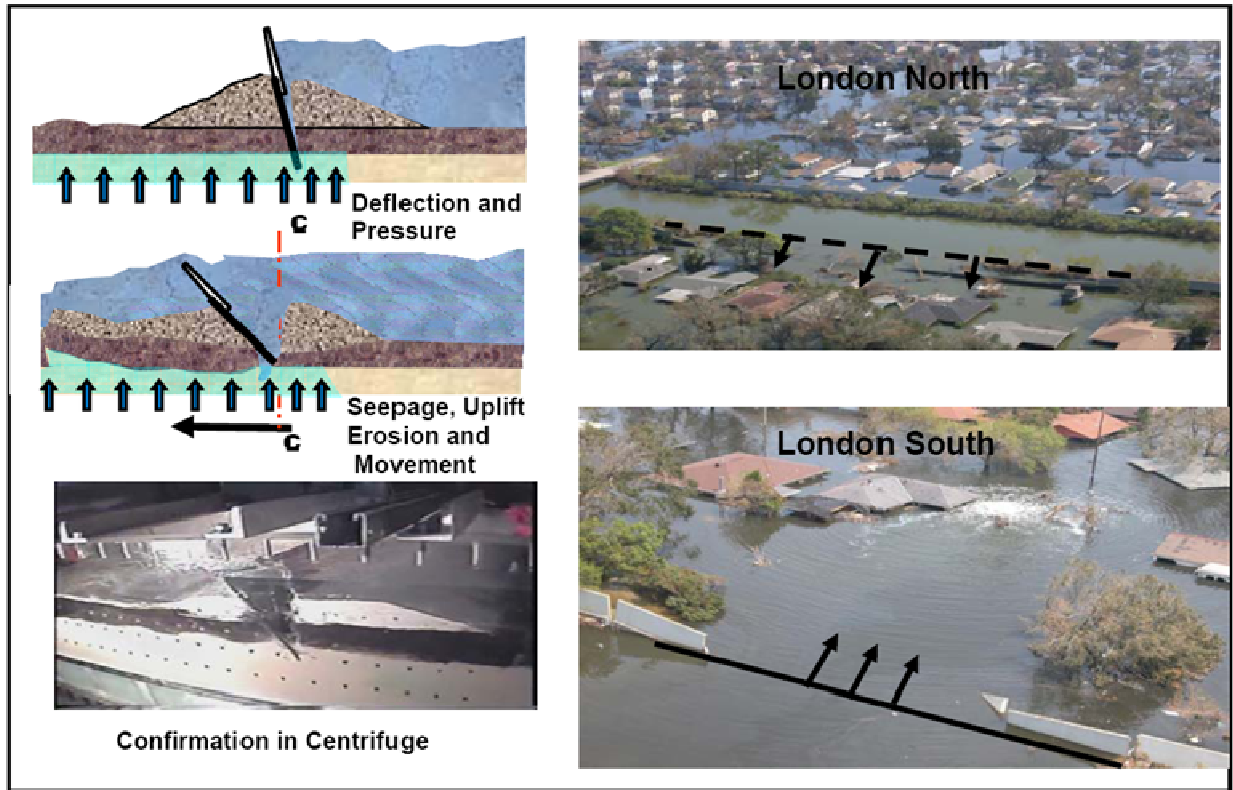 Deflection and
Pressure
C
Seepage, Uplift
Erosion and
Movement
C
Confirmation in Centrifuge
London North
London South